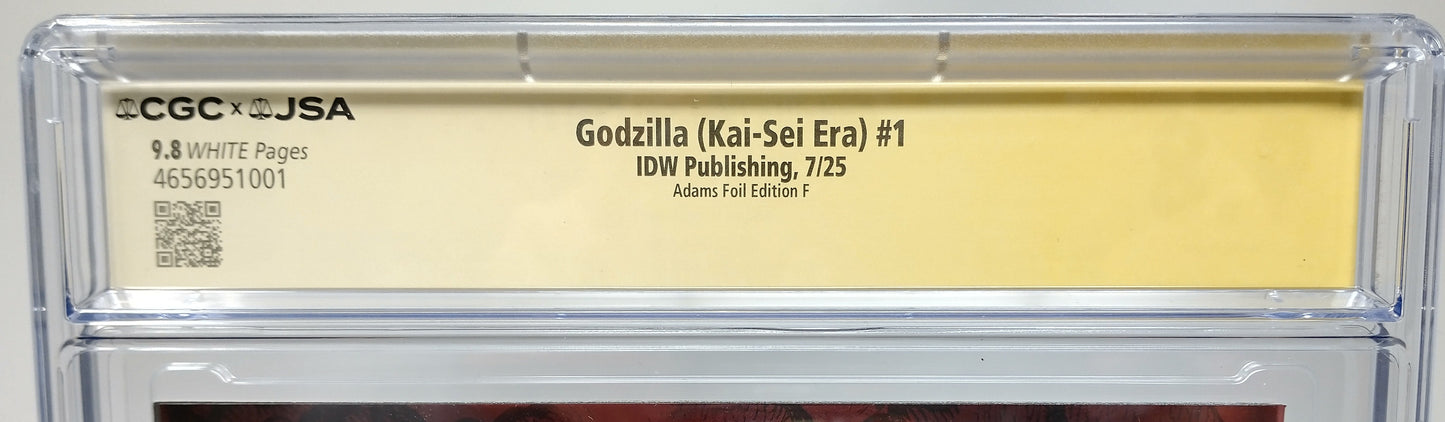 CGC x JSA
9.8 WHITE Pages
4656951001
Godzilla (Kai-Sei Era) #1
IDW Publishing, 7/25
Adams Foil Edition F